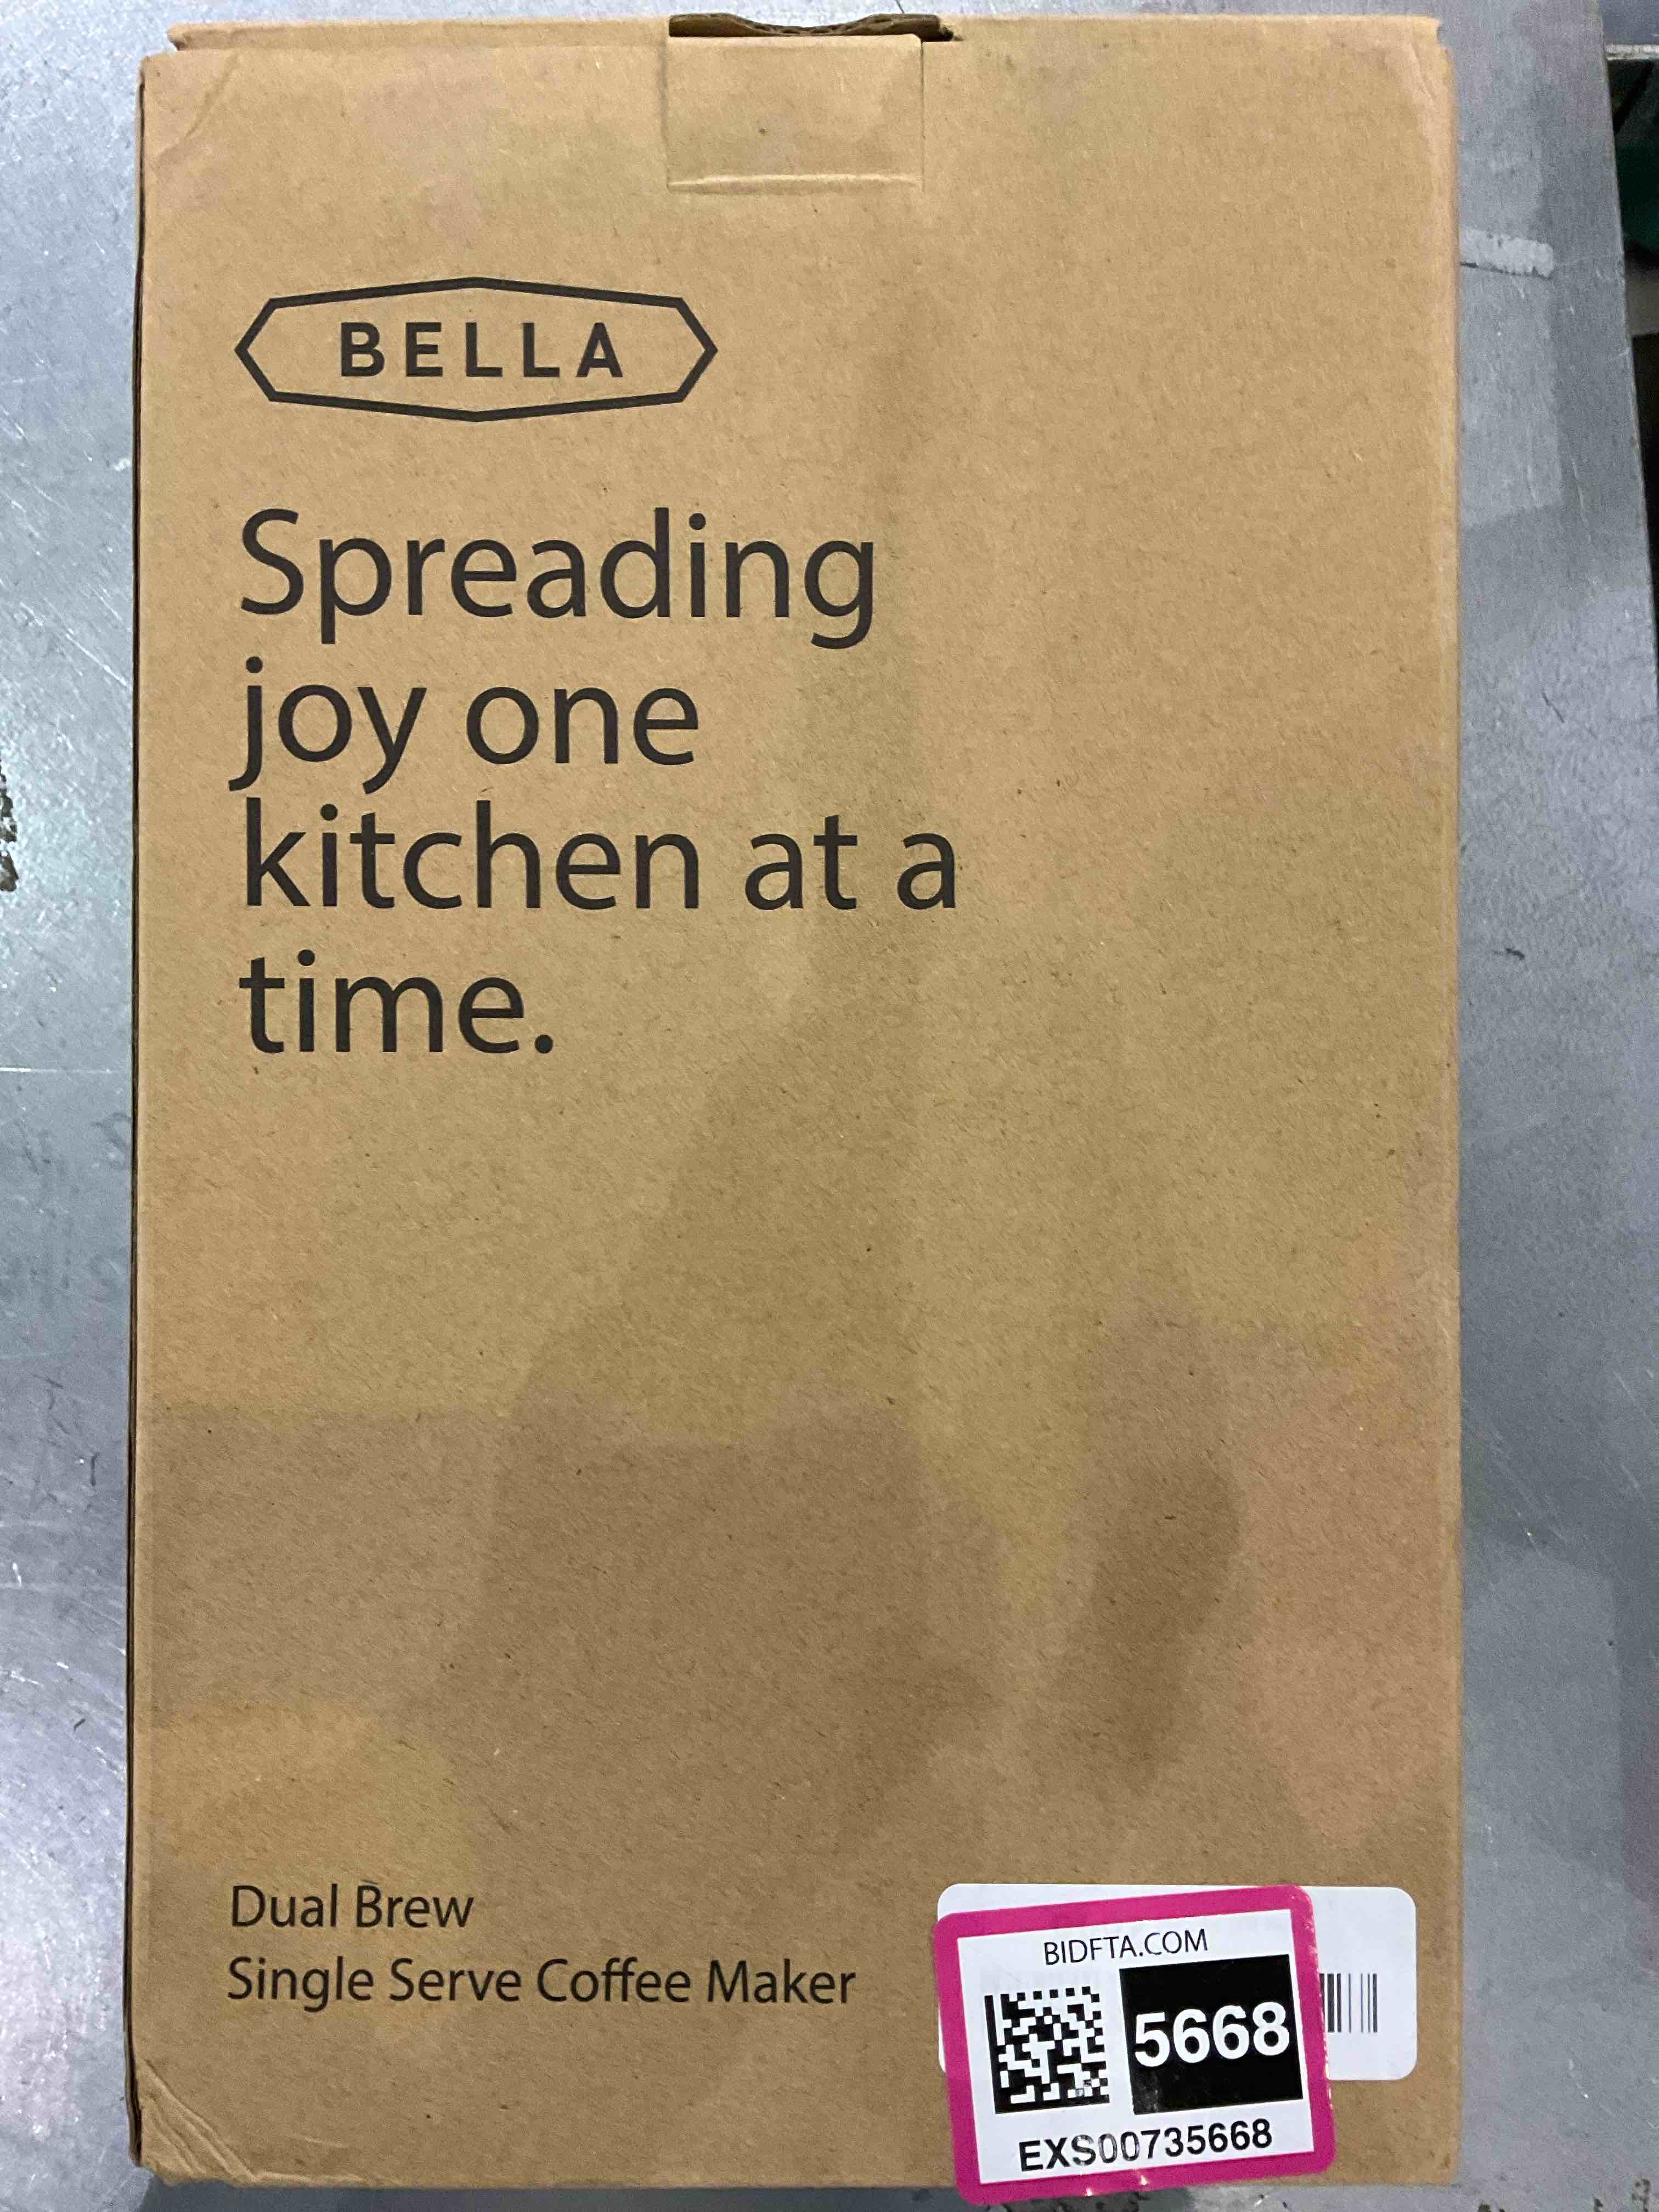 BELLA
Spreading
joy one
kitchen at a
time.
Dual Brew
Single Serve Coffee Maker
BIDFTA.COM
5668
EXS00735668